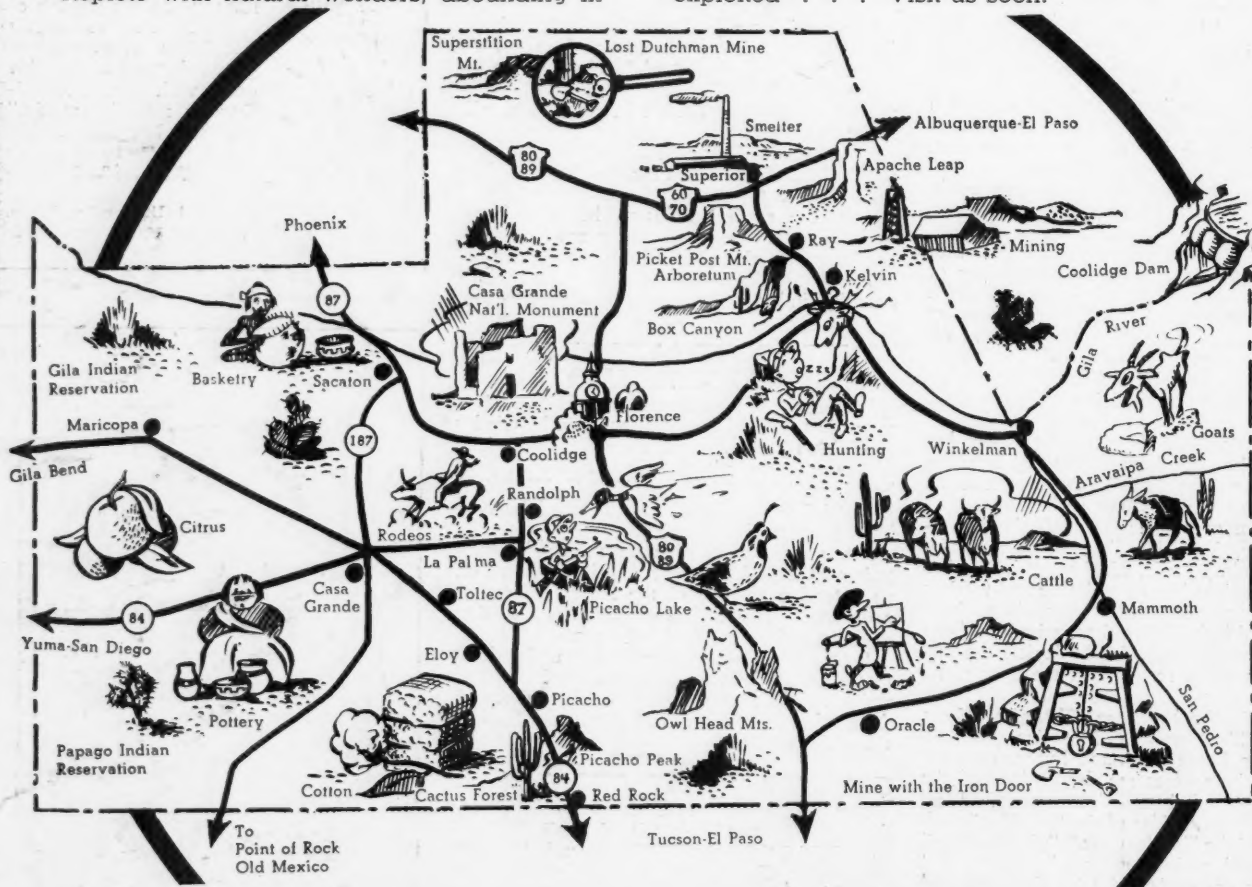 Superstition
Mt.
Lost Dutchman Mine
Smelter
Albuquerque-El Paso
80
89
Superior
Apache Leap
60
70
Phoenix
Ray
Mining
Picket Post Mt.
Arboretum
Coolidge Dam
Kelvin
87
Casa Grande
Nat'l. Monument
Box Canyon
River
Gila
Gila Indian
Reservation
Basketry
Sacaton
zzz
Florence
Maricopa
187
Hunting
Winkelman
Goats
Gila Bend
Coolidge
Aravaipa Creek
Randolph
Citrus
Rodeos
80
89
La Palma
Cattle
Casa
Grande
Toltec
87
Picacho Lake
Mammoth
84
Yuma-San Diego
Eloy
San Pedro
Pottery
Picacho
Owl Head Mts.
Oracle
Papago Indian
Reservation
Picacho Peak
84
Cotton
Cactus Forest
Red Rock
Mine with the Iron Door
To
Point of Rock
Old Mexico
Tucson-El Paso